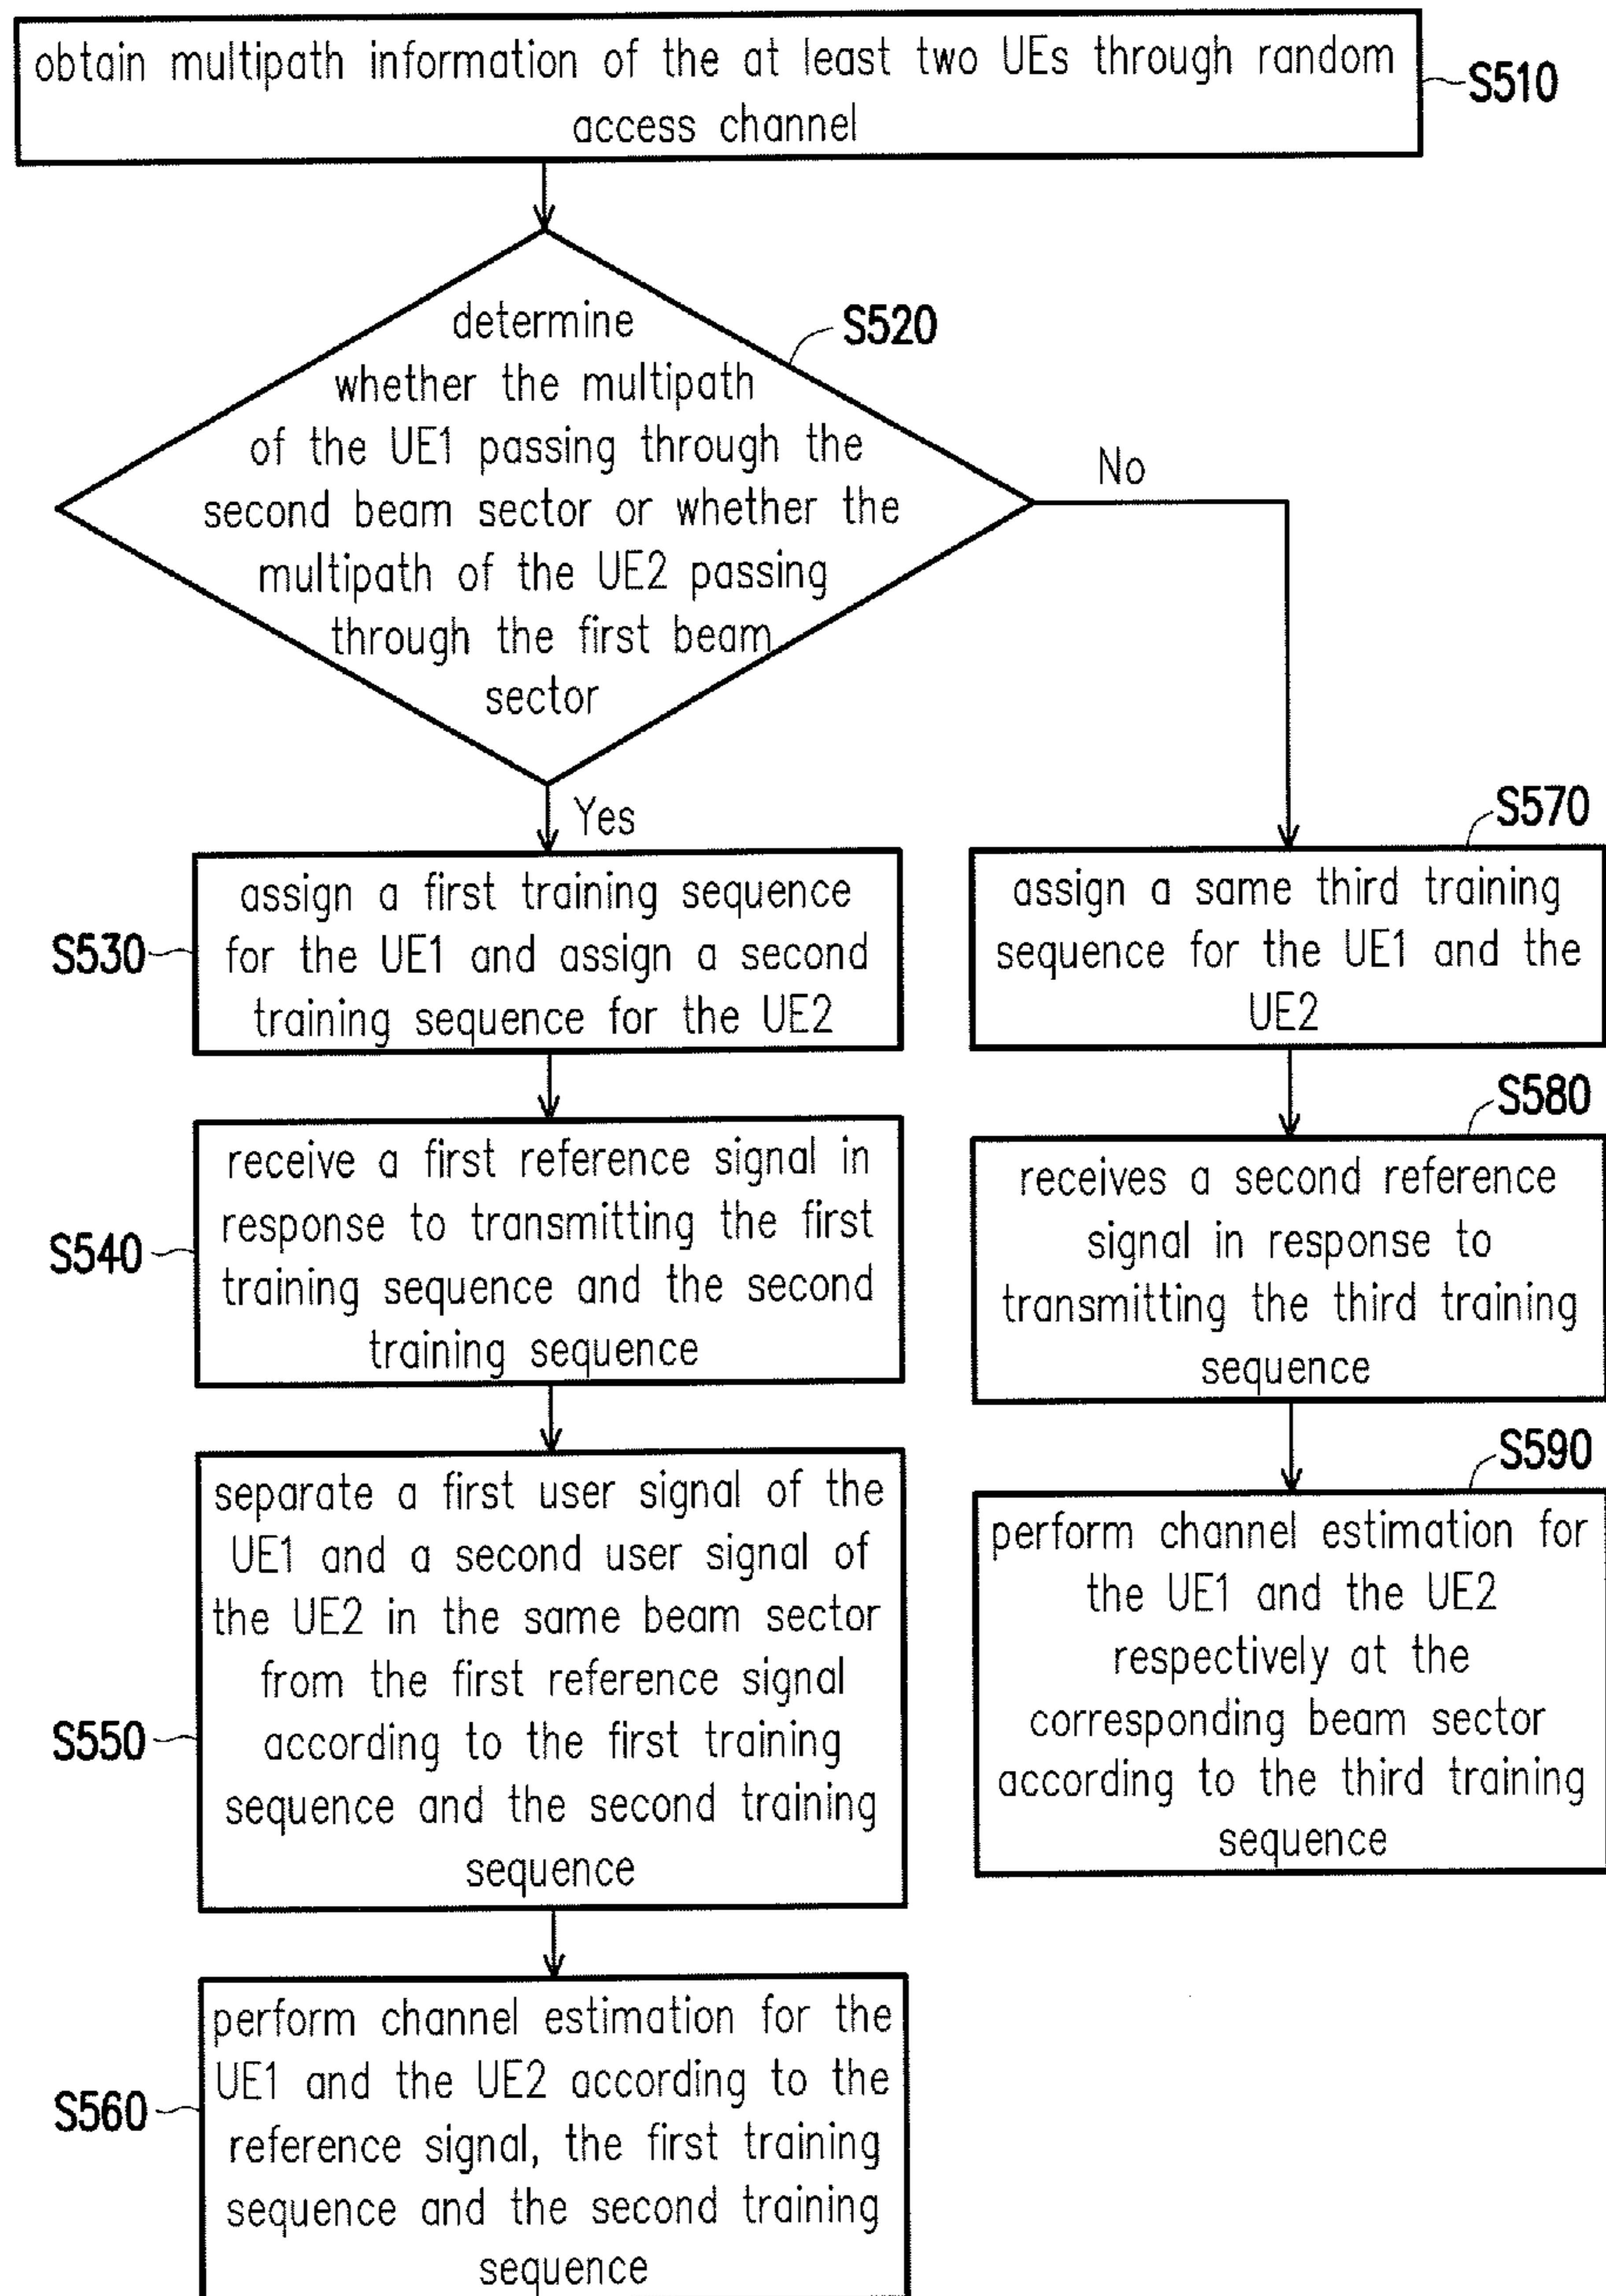 obtain multipath information of the at least two UEs through random
access channel
S510
determine
whether the multipath
of the UE1 passing through the
second beam sector or whether the
multipath of the UE2 passing
through the first beam
sector
S520
No
Yes
assign a first training sequence
for the UE1 and assign a second
training sequence for the UE2
S530
receive a first reference signal in
response to transmitting the first
training sequence and the second
training sequence
S540
separate a first user signal of the
UE1 and a second user signal of
the UE2 in the same beam sector
from the first reference signal
according to the first training
sequence and the second training
sequence
S550
perform channel estimation for the
UE1 and the UE2 according to the
reference signal, the first training
sequence and the second training
sequence
S560
S570
assign a same third training
sequence for the UE1 and the
UE2
S580
receives a second reference
signal in response to
transmitting the third training
sequence
S590
perform channel estimation for
the UE1 and the UE2
respectively at the
corresponding beam sector
according to the third training
sequence